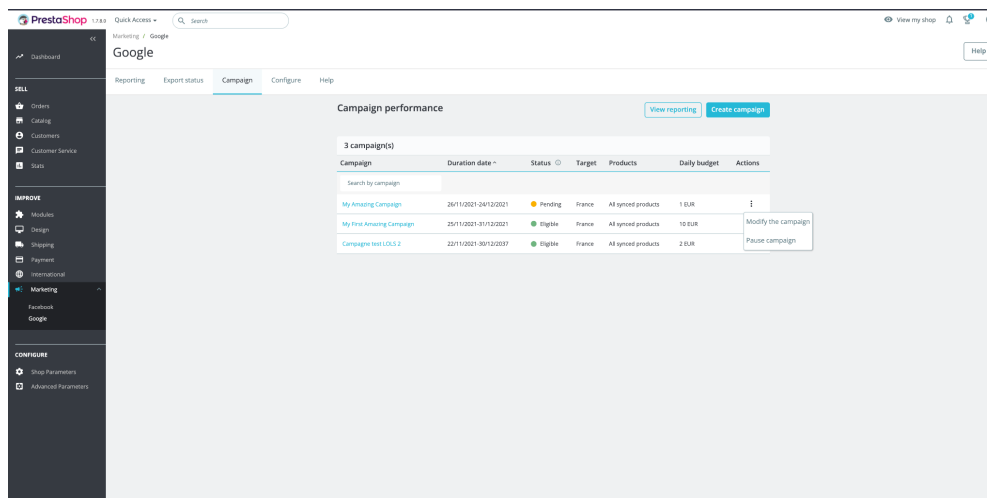 PrestaShop 1.7.8.0 Quick Access Search View my shop
Marketing / Google
Google
Help
Reporting Export status Campaign Configure Help
Dashboard
SELL
Orders
Catalog
Customers
Customer Service
Stats
IMPROVE
Modules
Design
Shipping
Payment
International
Marketing
Facebook
Google
CONFIGURE
Shop Parameters
Advanced Parameters
Campaign performance
View reporting
Create campaign
3 campaign(s)
Campaign Duration date Status Target Products Daily budget Actions
Search by campaign
My Amazing Campaign 26/11/2021-24/12/2021 Pending France All synced products 1 EUR
My First Amazing Campaign 25/11/2021-31/12/2021 Eligible France All synced products 10 EUR
Campagne test LOLS 2 22/11/2021-30/12/2037 Eligible France All synced products 2 EUR
Modify the campaign
Pause campaign